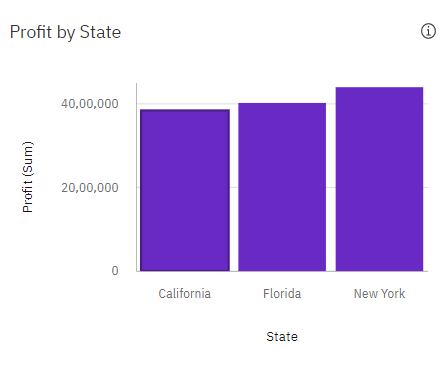 Profit by State
Profit (Sum)
40,00,000
20,00,000
0
California Florida New York
State